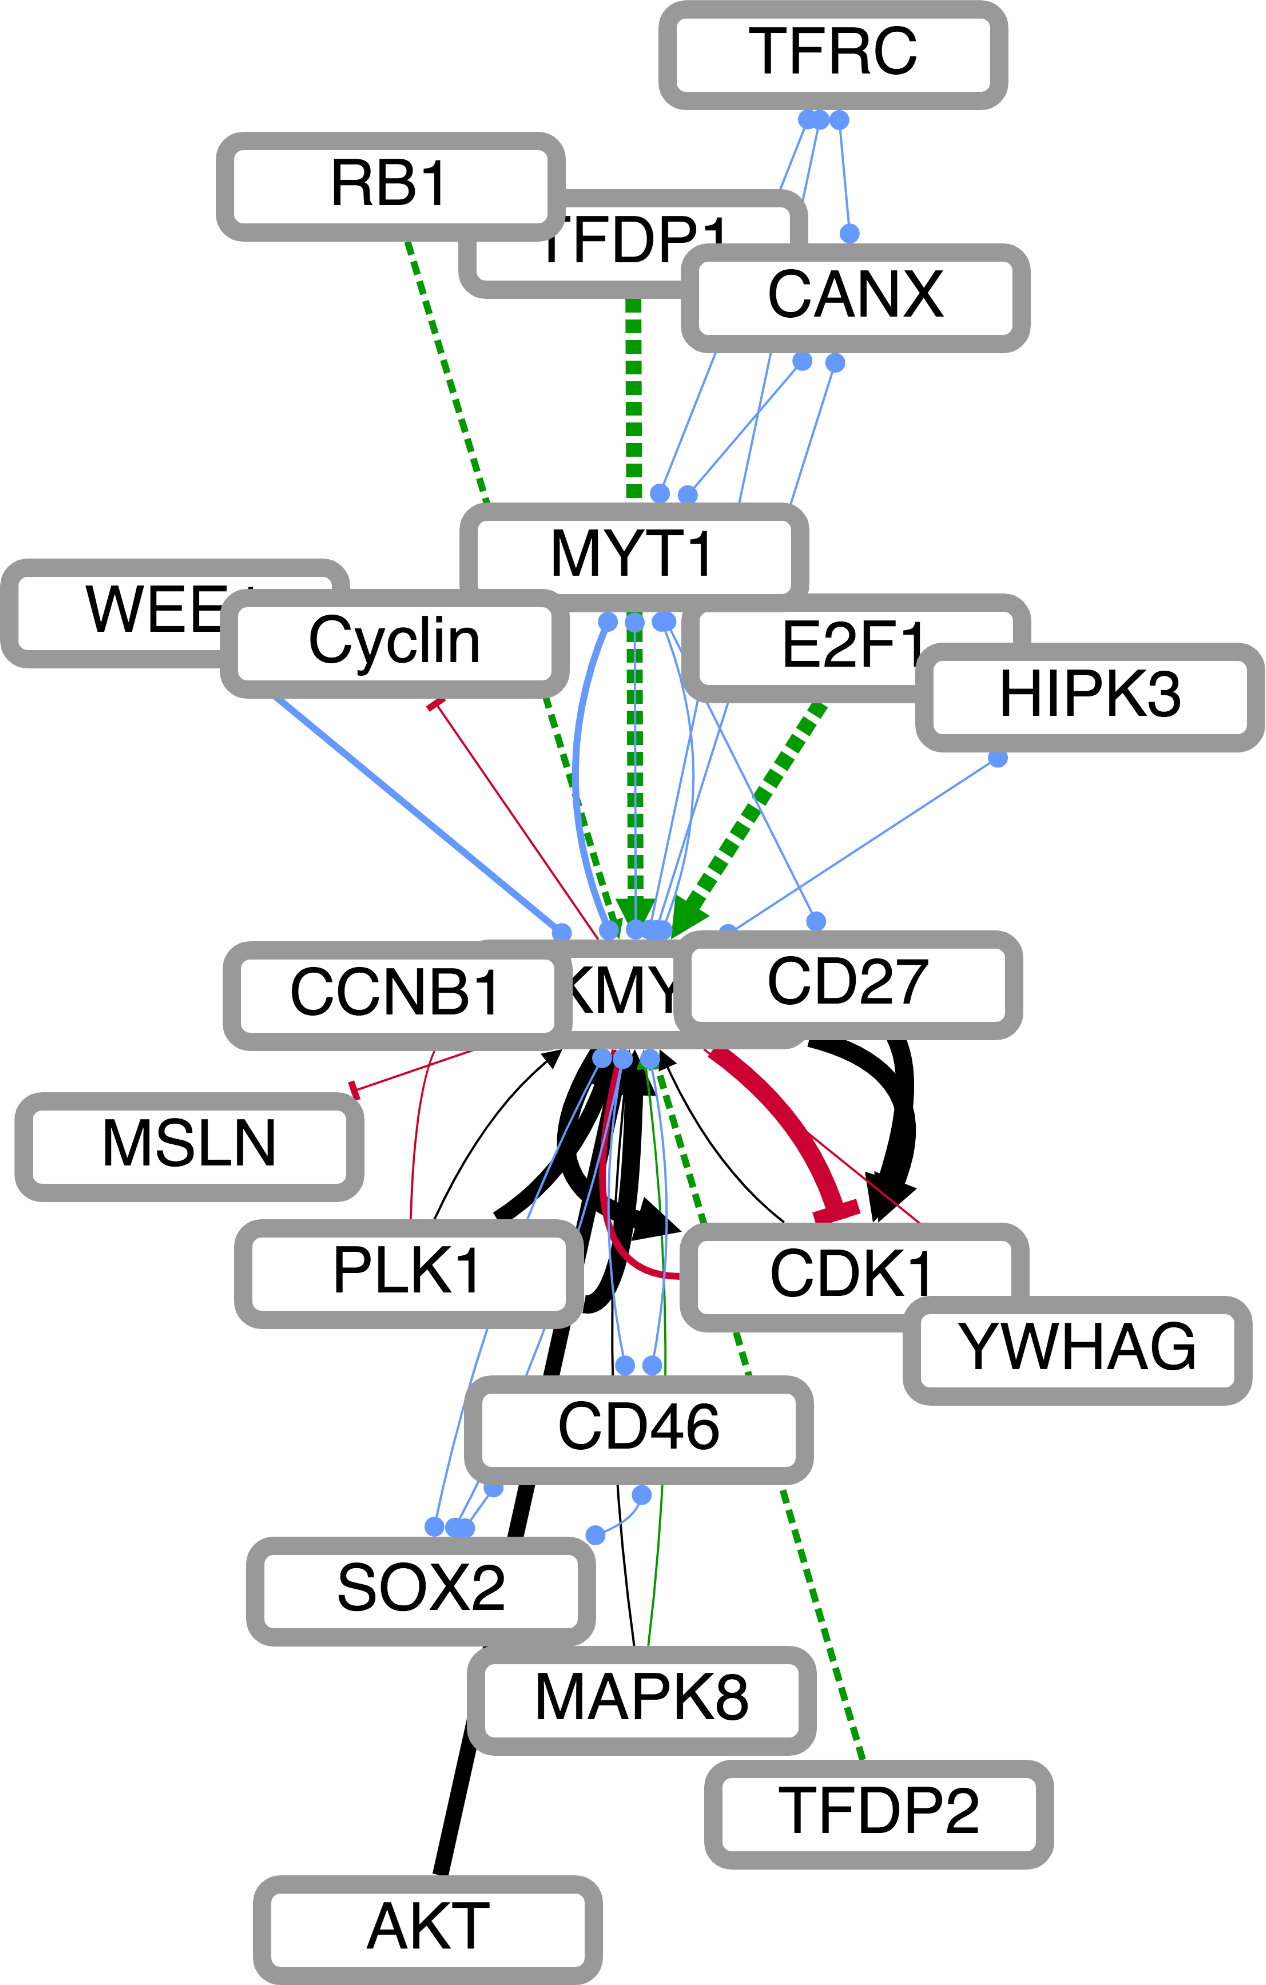 TFRC
RB1
TFDP1
CANX
MYT1
WEE
Cyclin
E2F1
HIPK3
CCNB1
KMY
CD27
MSLN
PLK1
CDK1
YWHAG
CD46
SOX2
MAPK8
TFDP2
AKT